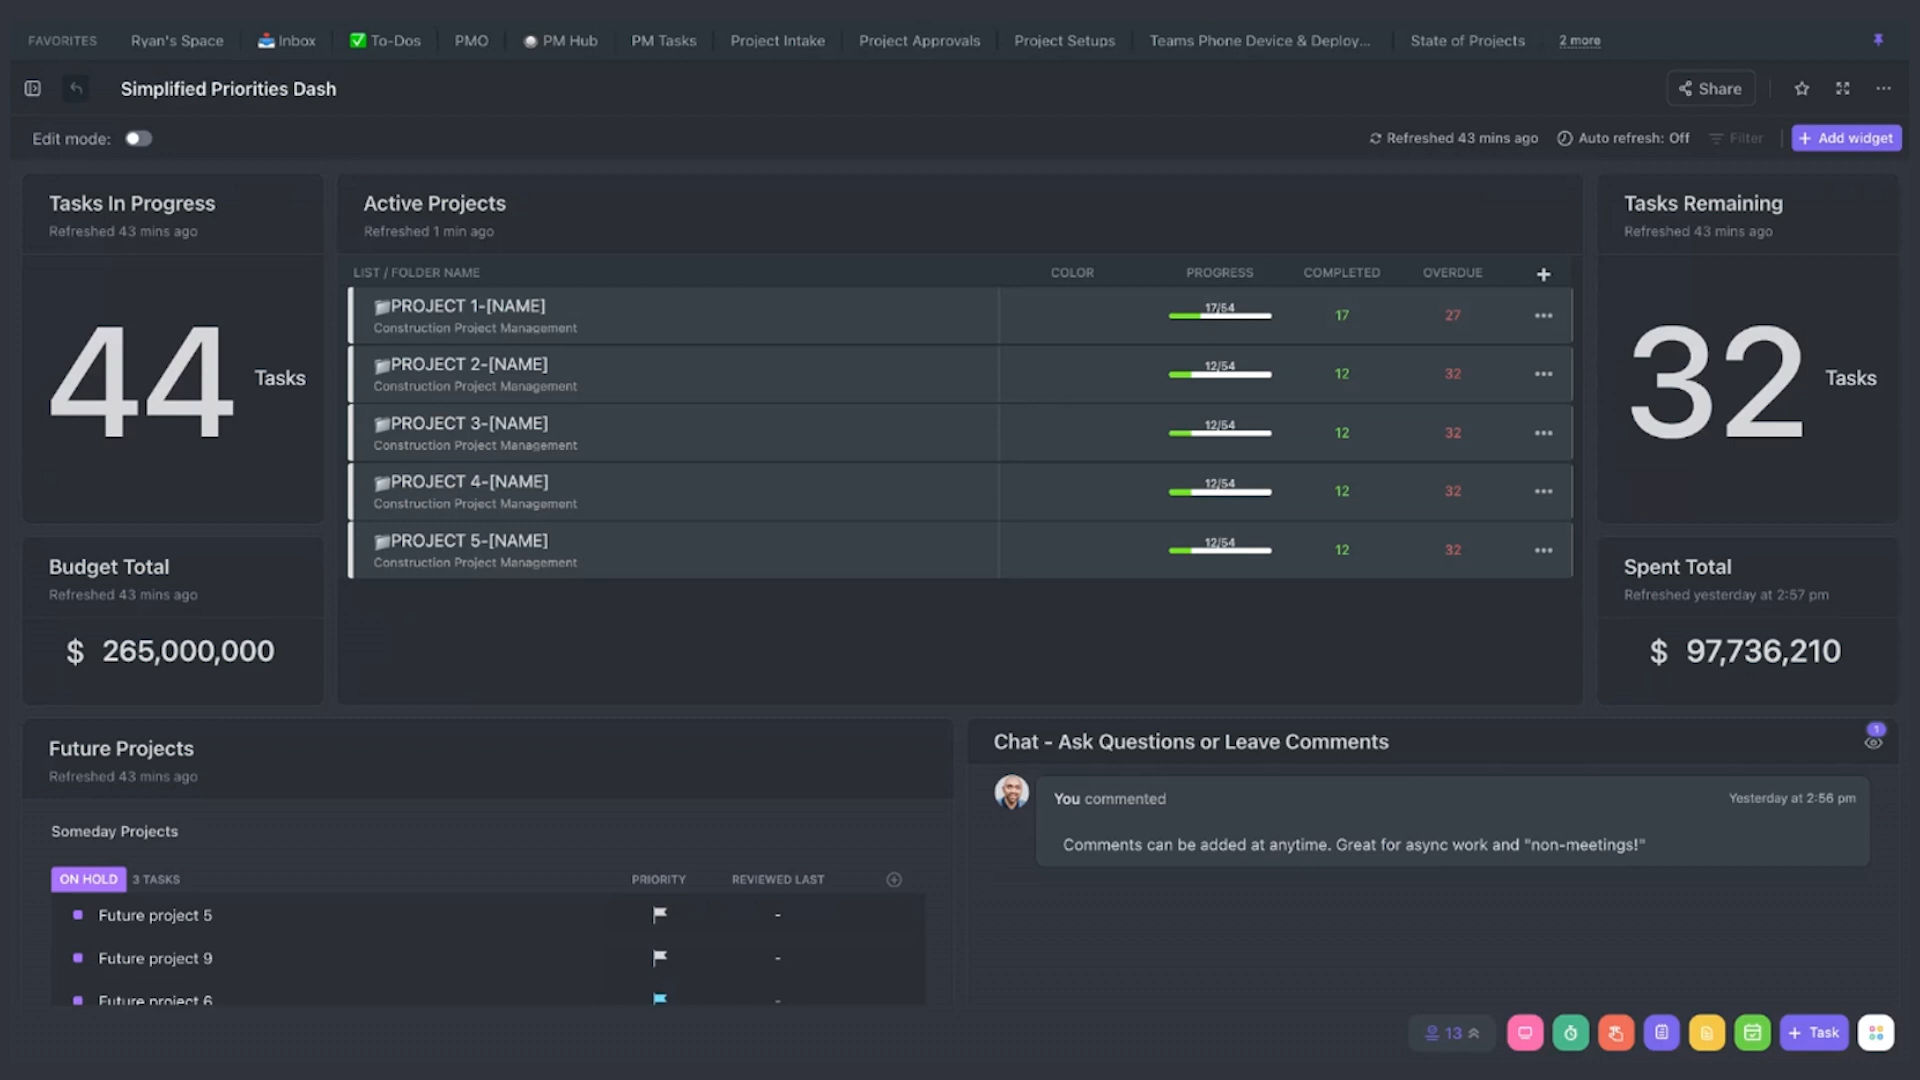 FAVORITES Ryan's Space Inbox To-Dos PMO PM Hub PM Tasks Project Intake Project Approvals Project Setups Teams Phone Device & Deploy... State of Projects 2 more
Simplified Priorities Dash Share
Edit mode: Refreshed 43 mins ago Auto refresh: Off Filter + Add widget
Tasks In Progress
Refreshed 43 mins ago
44 Tasks
Active Projects
Refreshed 1 min ago
LIST / FOLDER NAME COLOR PROGRESS COMPLETED OVERDUE +
PROJECT 1-[NAME] 17/54 17 27
Construction Project Management
PROJECT 2-[NAME] 12/54 12 32
Construction Project Management
PROJECT 3-[NAME] 12/54 12 32
Construction Project Management
PROJECT 4-[NAME] 12/54 12 32
Construction Project Management
PROJECT 5-[NAME] 12/54 12 32
Construction Project Management
Tasks Remaining
Refreshed 43 mins ago
32 Tasks
Budget Total
Refreshed 43 mins ago
$ 265,000,000
Spent Total
Refreshed yesterday at 2:57 pm
$ 97,736,210
Future Projects
Refreshed 43 mins ago
Someday Projects
ON HOLD 3 TASKS PRIORITY REVIEWED LAST
Future project 5 -
Future project 9 -
Future project 6 -
Chat - Ask Questions or Leave Comments 1
You commented Yesterday at 2:56 pm
Comments can be added at anytime. Great for async work and "non-meetings!"
13 + Task